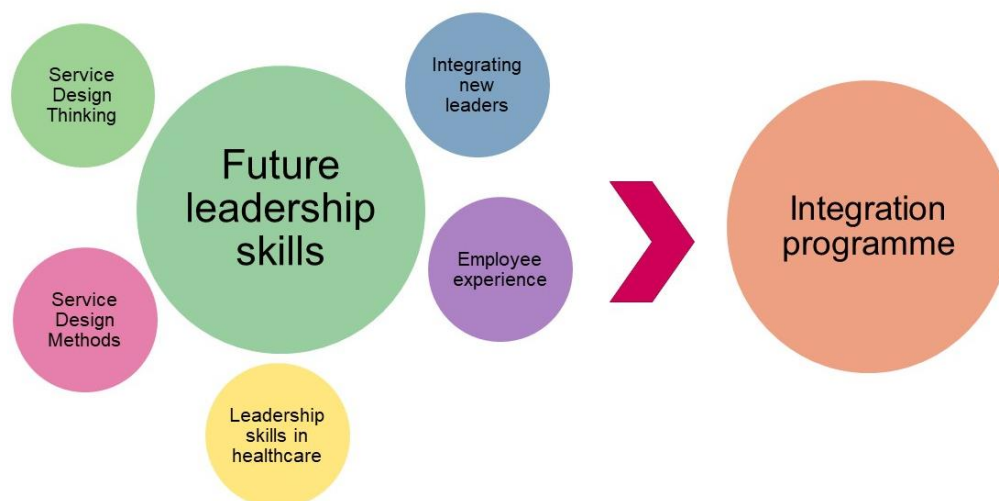 Service
Design
Thinking
Future
leadership
skills
Integrating
new
leaders
Employee
experience
Service
Design
Methods
Leadership
skills in
healthcare
Integration
programme